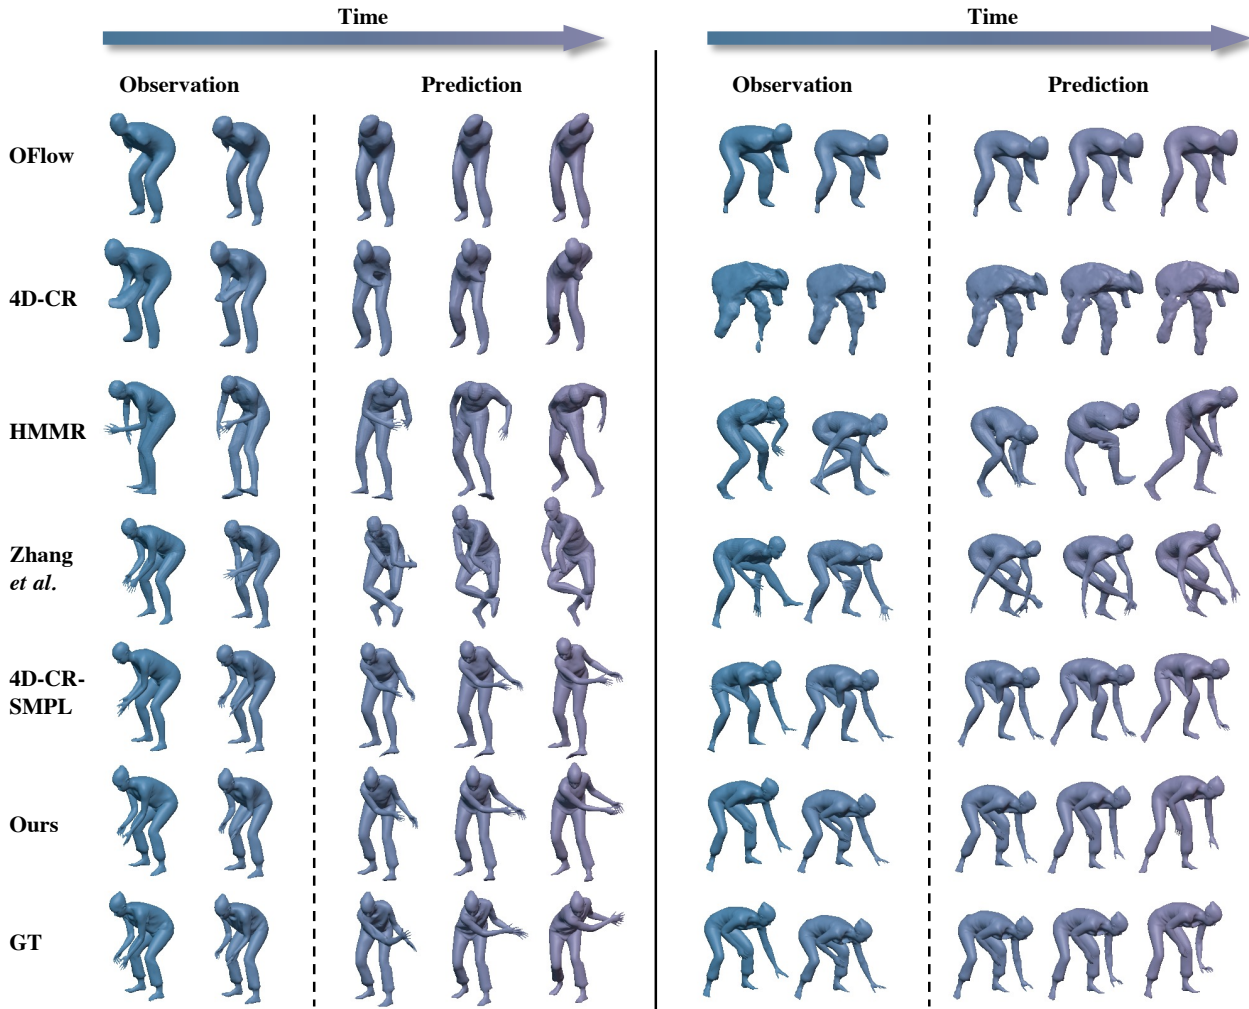 Time
Time
Observation
Prediction
Observation
Prediction
OFlow
4D-CR
HMMR
Zhang
et al.
4D-CR-
SMPL
Ours
GT